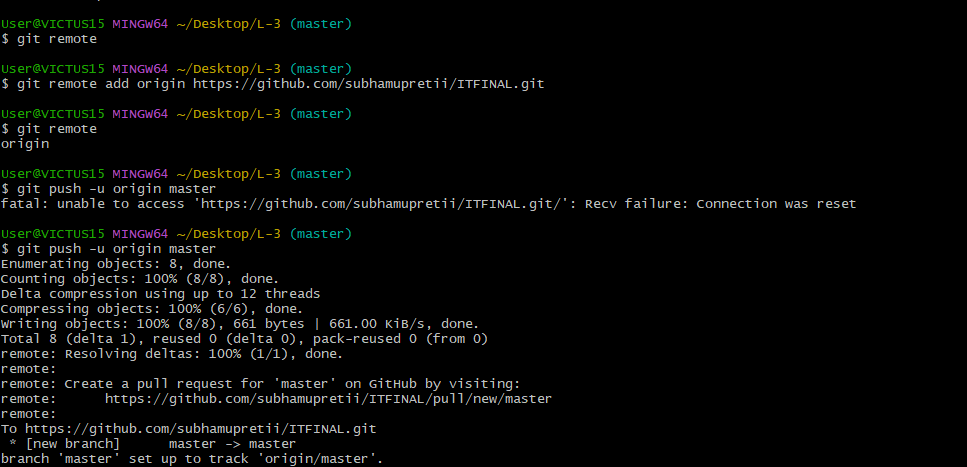 User@VICTUS15 MINGW64 ~/Desktop/L-3 (master)
$ git remote
User@VICTUS15 MINGW64 ~/Desktop/L-3 (master)
$ git remote add origin https://github.com/subhamupretii/ITFINAL.git
User@VICTUS15 MINGW64 ~/Desktop/L-3 (master)
$ git remote
origin
User@VICTUS15 MINGW64 ~/Desktop/L-3 (master)
$ git push -u origin master
fatal: unable to access 'https://github.com/subhamupretii/ITFINAL.git/': Recv failure: Connection was reset
User@VICTUS15 MINGW64 ~/Desktop/L-3 (master)
$ git push -u origin master
Enumerating objects: 8, done.
Counting objects: 100% (8/8), done.
Delta compression using up to 12 threads
Compressing objects: 100% (6/6), done.
Writing objects: 100% (8/8), 661 bytes | 661.00 KiB/s, done.
Total 8 (delta 1), reused 0 (delta 0), pack-reused 0 (from 0)
remote: Resolving deltas: 100% (1/1), done.
remote:
remote: Create a pull request for 'master' on GitHub by visiting:
remote:      https://github.com/subhamupretii/ITFINAL/pull/new/master
remote:
To https://github.com/subhamupretii/ITFINAL.git
 * [new branch]      master -> master
branch 'master' set up to track 'origin/master'.